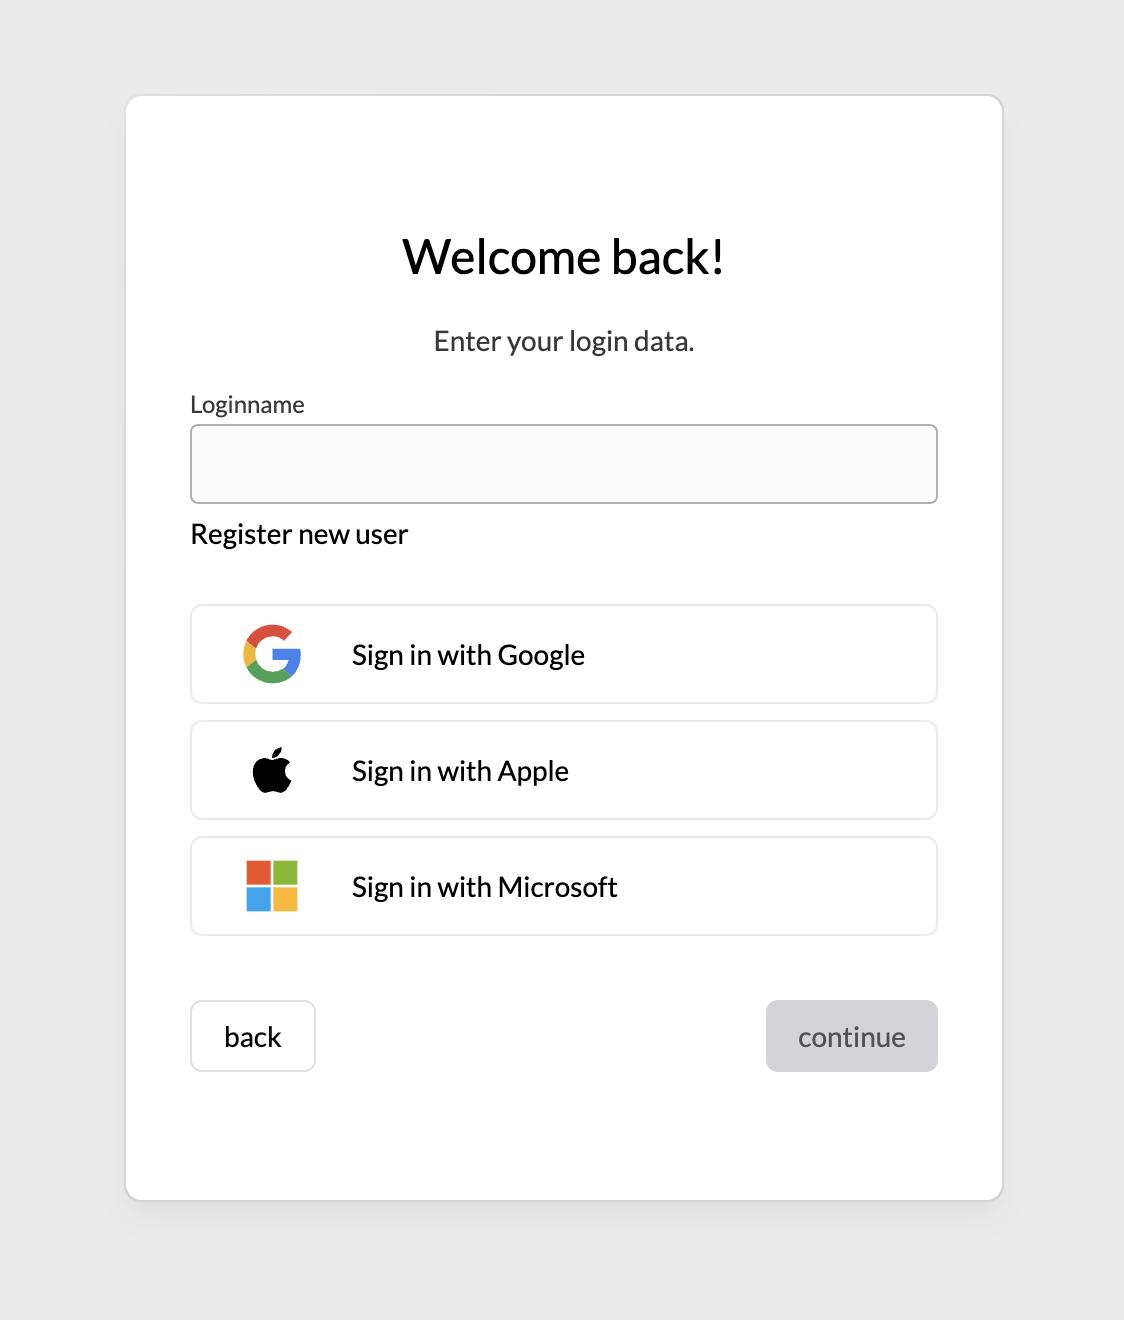 Welcome back!
Enter your login data.
Loginname
Register new user
Sign in with Google
Sign in with Apple
Sign in with Microsoft
back
continue